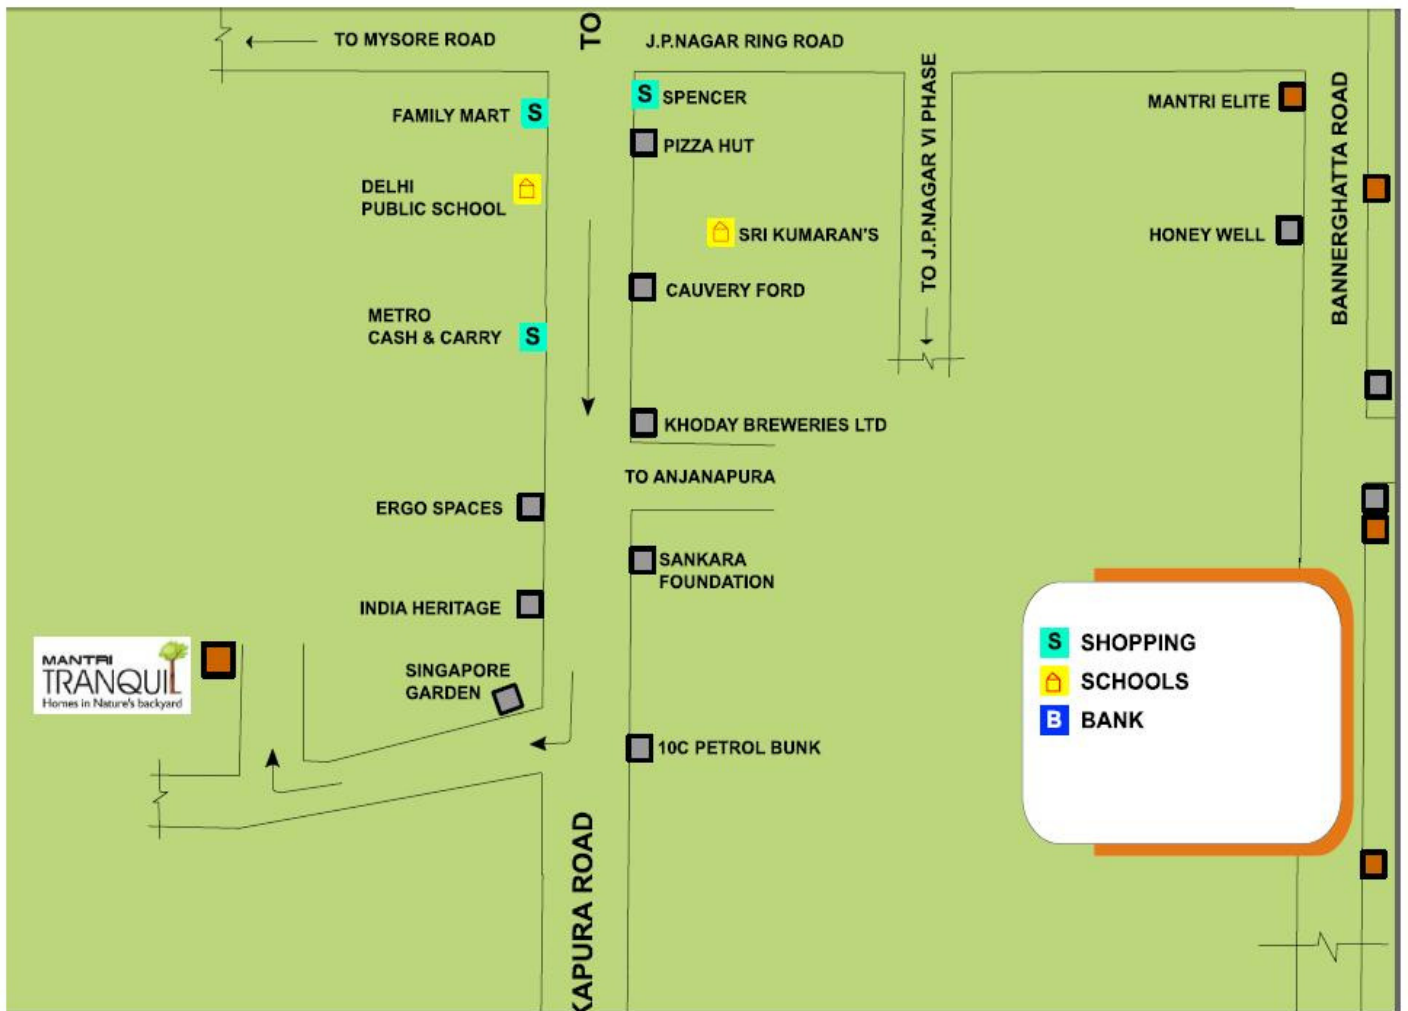 TO MYSORE ROAD
TO
J.P.NAGAR RING ROAD
FAMILY MART S
S SPENCER
MANTRI ELITE
PIZZA HUT
DELHI
PUBLIC SCHOOL
SRI KUMARAN'S
TO J.P.NAGAR VI PHASE
HONEY WELL
BANNERGHATTA ROAD
CAUVERY FORD
METRO
CASH & CARRY S
KHODAY BREWERIES LTD
TO ANJANAPURA
ERGO SPACES
SANKARA
FOUNDATION
INDIA HERITAGE
MANTRI
TRANQUIL
Homes in Nature's backyard
SINGAPORE
GARDEN
10C PETROL BUNK
KAPURA ROAD
S SHOPPING
SCHOOLS
B BANK